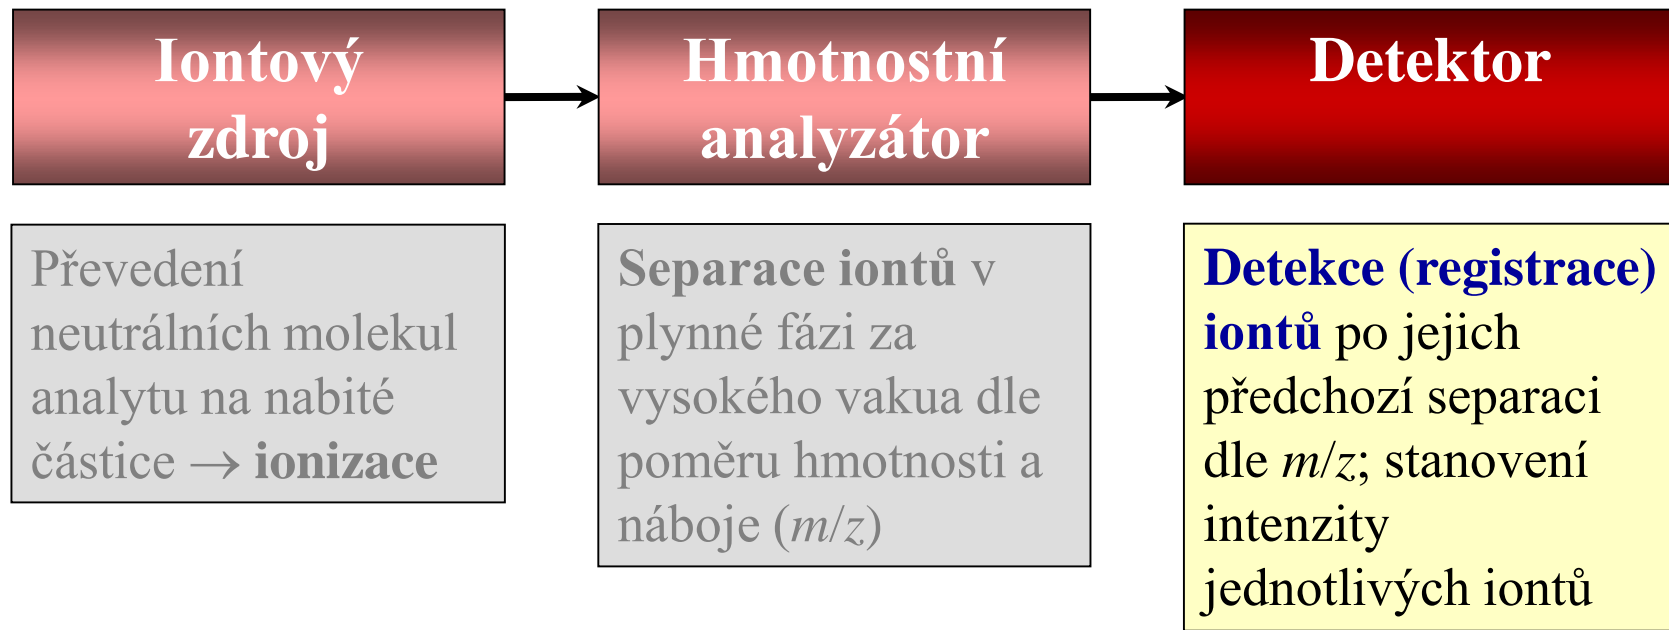 Iontový
zdroj
Hmotnostní
analyzátor
Detektor
Převedení
neutrálních molekul
analytu na nabité
částice → ionizace
Separace iontů v
plynné fázi za
vysokého vakua dle
poměru hmotnosti a
náboje (m/z)
Detekce (registrace)
iontů po jejich
předchozí separaci
dle m/z; stanovení
intenzity
jednotlivých iontů